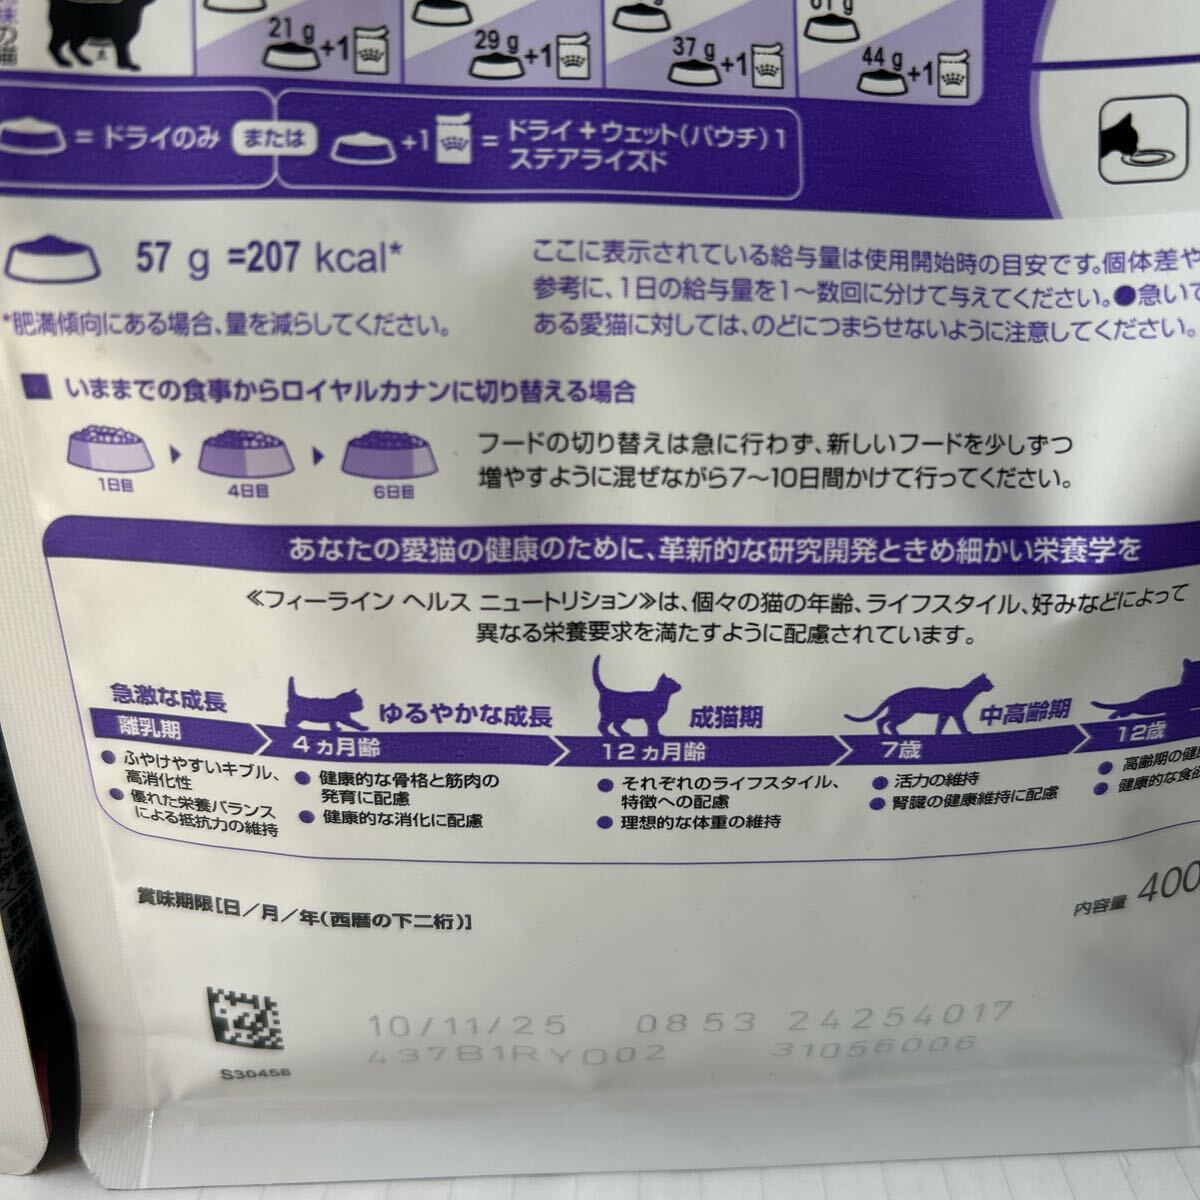 味の猫
21 g +1
29 g +1
37 g +1
61 g
44 g +1
= ドライのみ または +1 = ドライ＋ウェット(パウチ) 1
ステアライズド
57 g =207 kcal*
*肥満傾向にある場合、量を減らしてください。
ここに表示されている給与量は使用開始時の目安です。個体差や
参考に、1日の給与量を1〜数回に分けて与えてください。●急いで
ある愛猫に対しては、のどにつまらせないように注意してください。
■ いままでの食事からロイヤルカナンに切り替える場合
1日目
4日目
6日目
フードの切り替えは急に行わず、新しいフードを少しずつ
増やすように混ぜながら7〜10日間かけて行ってください。
あなたの愛猫の健康のために、革新的な研究開発ときめ細かい栄養学を
≪フィーライン ヘルス ニュートリション≫は、個々の猫の年齢、ライフスタイル、好みなどによって
異なる栄養要求を満たすように配慮されています。
急激な成長
離乳期
● ふやけやすいキブル、
高消化性
● 優れた栄養バランス
による抵抗力の維持
ゆるやかな成長
4 ヵ月齢
● 健康的な骨格と筋肉の
発育に配慮
● 健康的な消化に配慮
成猫期
12 ヵ月齢
● それぞれのライフスタイル、
特徴への配慮
● 理想的な体重の維持
中高齢期
7歳
● 活力の維持
● 腎臓の健康維持に配慮
12歳
● 高齢期の健康
● 健康的な食欲
賞味期限[日／月／年(西暦の下二桁)]
内容量 400
10/11/25 0853 24254017
437B1RY002 31056006
S30458